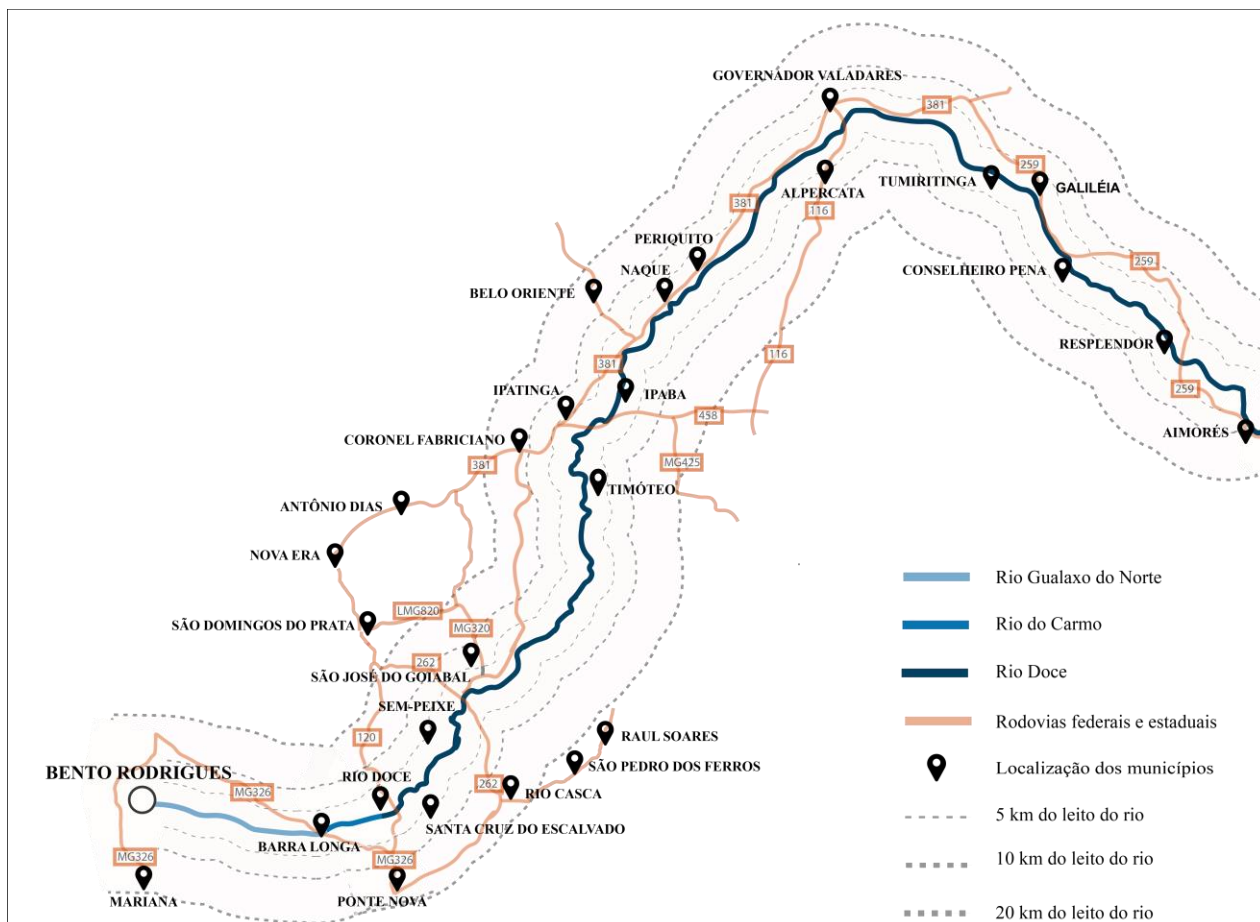 GOVERNADOR VALADARES
381
259
ALPERCATA
TUMIRITINGA
GALILÉIA
381
116
PERIQUITO
NAQUE
CONSELHEIRO PENA
259
BELO ORIENTE
RESPLENDOR
116
381
IPATINGA
IPABA
259
458
CORONEL FABRICIANO
AIMORÉS
381
MG425
TIMÓTEO
ANTÔNIO DIAS
NOVA ERA
LMG820
SÃO DOMINGOS DO PRATA
MG320
262
SÃO JOSÉ DO GOIABAL
SEM-PEIXE
120
RAUL SOARES
SÃO PEDRO DOS FERROS
BENTO RODRIGUES
RIO DOCE
262
MG326
RIO CASCA
SANTA CRUZ DO ESCALVADO
BARRA LONGA
MG326
MG326
MARIANA
PONTE NOVA
Rio Gualaxo do Norte
Rio do Carmo
Rio Doce
Rodovias federais e estaduais
Localização dos municípios
5 km do leito do rio
10 km do leito do rio
20 km do leito do rio